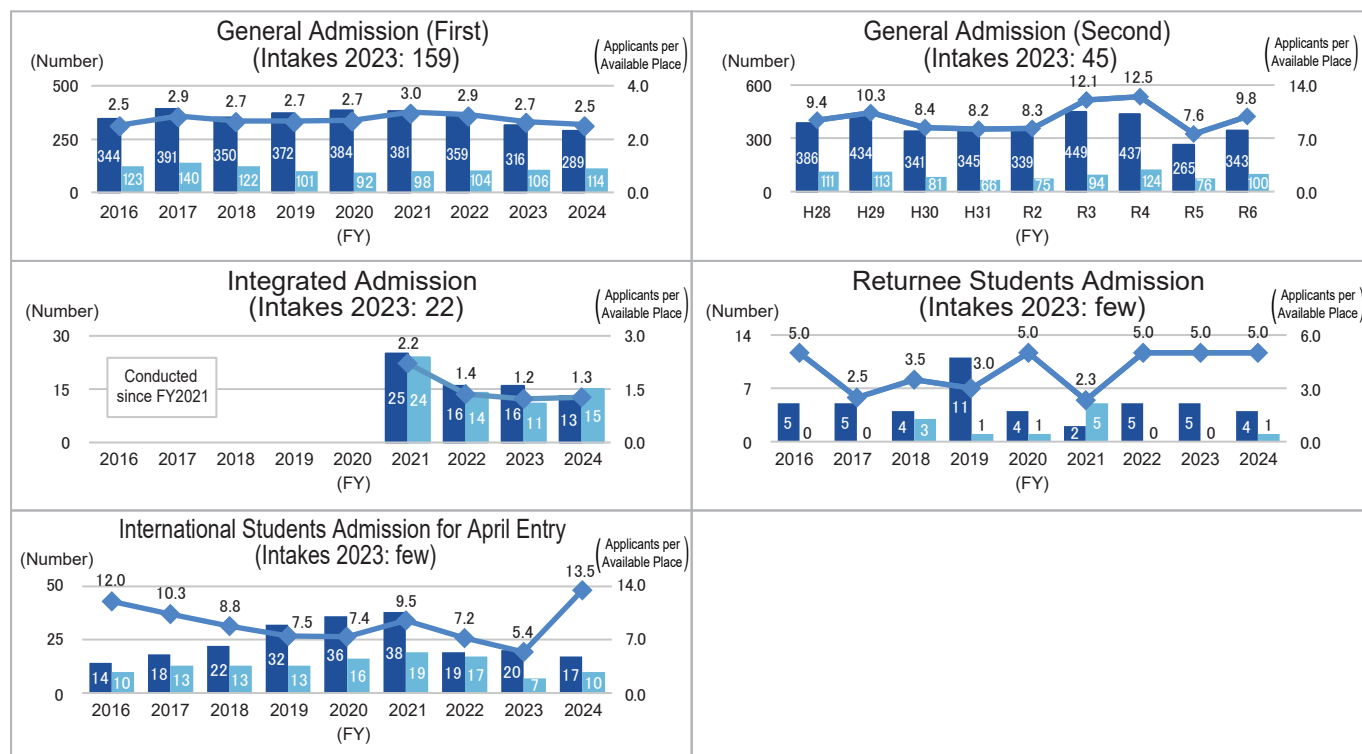 General Admission (First)
(Intakes 2023: 159)
(Number)
(Applicants per
Available Place)
500
250
0
4.0
2.0
0.0
2.5 2.9 2.7 2.7 2.7 3.0 2.9 2.7 2.5
344 391 350 372 384 381 359 316 289
123 140 122 101 92 98 104 106 114
2016 2017 2018 2019 2020 2021 2022 2023 2024
(FY)
General Admission (Second)
(Intakes 2023: 45)
(Number)
(Applicants per
Available Place)
600
300
0
14.0
7.0
0.0
9.4 10.3 8.4 8.2 8.3 12.1 12.5 7.6 9.8
386 434 341 345 339 449 437 265 343
111 113 81 66 75 94 124 76 100
H28 H29 H30 H31 R2 R3 R4 R5 R6
(FY)
Integrated Admission
(Intakes 2023: 22)
(Number)
(Applicants per
Available Place)
30
15
0
3.0
1.5
0.0
Conducted
since FY2021
2.2 1.4 1.2 1.3
25 16 16 13
24 14 11 15
2016 2017 2018 2019 2020 2021 2022 2023 2024
(FY)
Returnee Students Admission
(Intakes 2023: few)
(Number)
(Applicants per
Available Place)
14
7
0
6.0
3.0
0.0
5.0 2.5 3.5 3.0 5.0 2.3 5.0 5.0 5.0
5 5 4 11 4 2 5 5 4
0 0 3 1 1 5 0 0 1
2016 2017 2018 2019 2020 2021 2022 2023 2024
(FY)
International Students Admission for April Entry
(Intakes 2023: few)
(Number)
(Applicants per
Available Place)
50
25
0
14.0
7.0
0.0
12.0 10.3 8.8 7.5 7.4 9.5 7.2 5.4 13.5
14 18 22 32 36 38 19 20 17
10 13 13 13 16 19 17 7 10
2016 2017 2018 2019 2020 2021 2022 2023 2024
(FY)